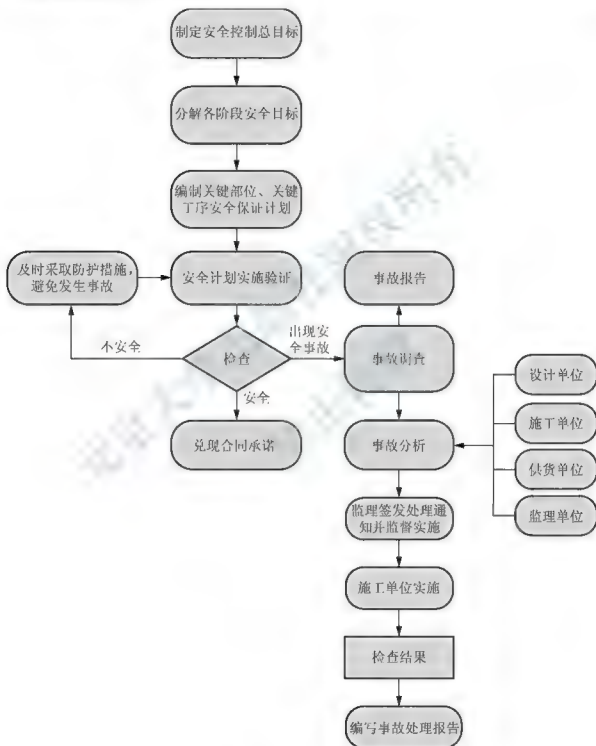 制定安全控制总目标
分解各阶段安全目标
编制关键部位、关键
工序安全保证计划
及时采取防护措施,
避免发生事故
安全计划实施验证
事故报告
不安全
检查
出现安
全事故
事故调查
安全
设计单位
兑现合同承诺
事故分析
施工单位
供货单位
监理单位
监理签发处理通
知并监督实施
施工单位实施
检查结果
编写事故处理报告